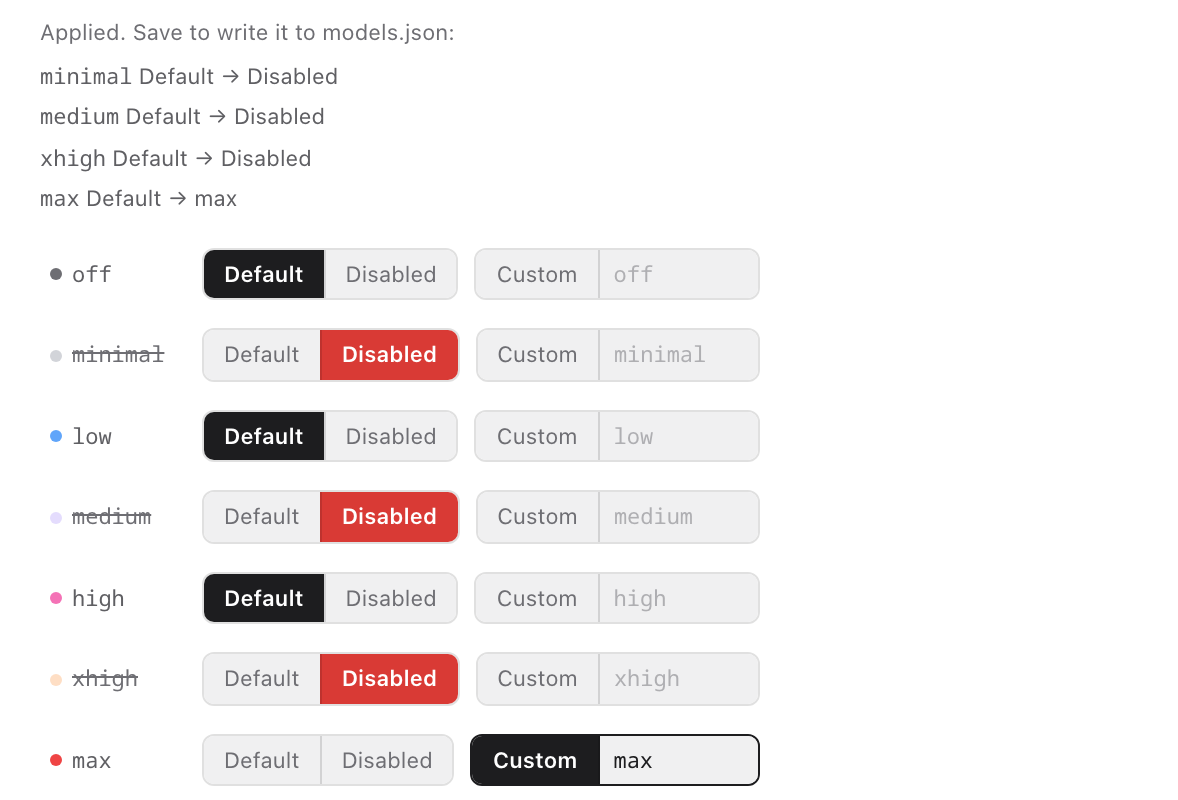 Applied. Save to write it to models.json:
minimal Default → Disabled
medium Default → Disabled
xhigh Default → Disabled
max Default → max
off Default Disabled Custom off
minimal Default Disabled Custom minimal
low Default Disabled Custom low
medium Default Disabled Custom medium
high Default Disabled Custom high
xhigh Default Disabled Custom xhigh
max Default Disabled Custom max